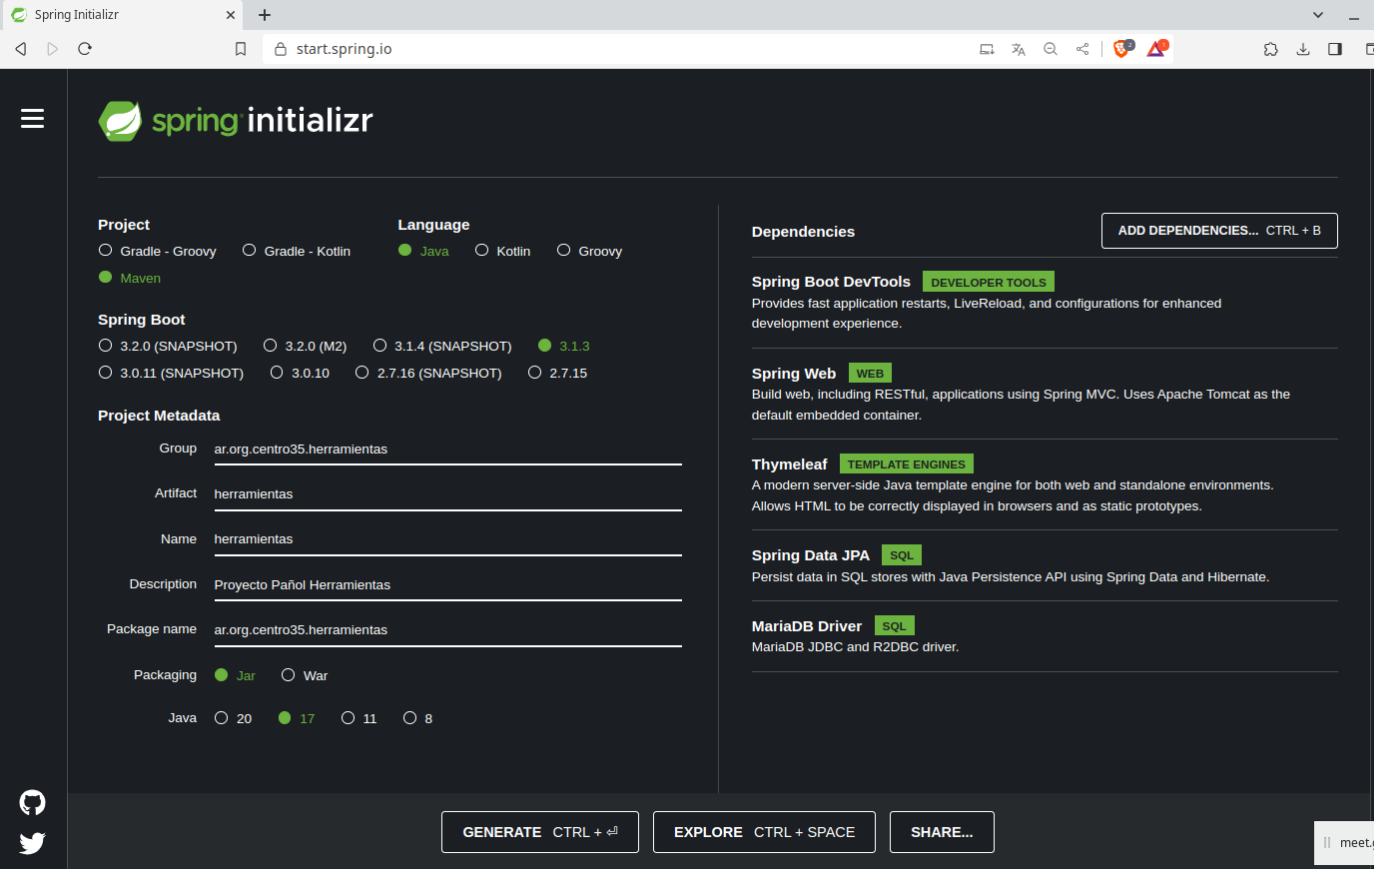 Spring Initializr
start.spring.io
spring initializr
Project
Gradle - Groovy Gradle - Kotlin
Maven
Language
Java Kotlin Groovy
Spring Boot
3.2.0 (SNAPSHOT) 3.2.0 (M2) 3.1.4 (SNAPSHOT) 3.1.3
3.0.11 (SNAPSHOT) 3.0.10 2.7.16 (SNAPSHOT) 2.7.15
Project Metadata
Group ar.org.centro35.herramientas
Artifact herramientas
Name herramientas
Description Proyecto Pañol Herramientas
Package name ar.org.centro35.herramientas
Packaging Jar War
Java 20 17 11 8
Dependencies ADD DEPENDENCIES... CTRL + B
Spring Boot DevTools DEVELOPER TOOLS
Provides fast application restarts, LiveReload, and configurations for enhanced
development experience.
Spring Web WEB
Build web, including RESTful, applications using Spring MVC. Uses Apache Tomcat as the
default embedded container.
Thymeleaf TEMPLATE ENGINES
A modern server-side Java template engine for both web and standalone environments.
Allows HTML to be correctly displayed in browsers and as static prototypes.
Spring Data JPA SQL
Persist data in SQL stores with Java Persistence API using Spring Data and Hibernate.
MariaDB Driver SQL
MariaDB JDBC and R2DBC driver.
GENERATE CTRL + ⏎ EXPLORE CTRL + SPACE SHARE...